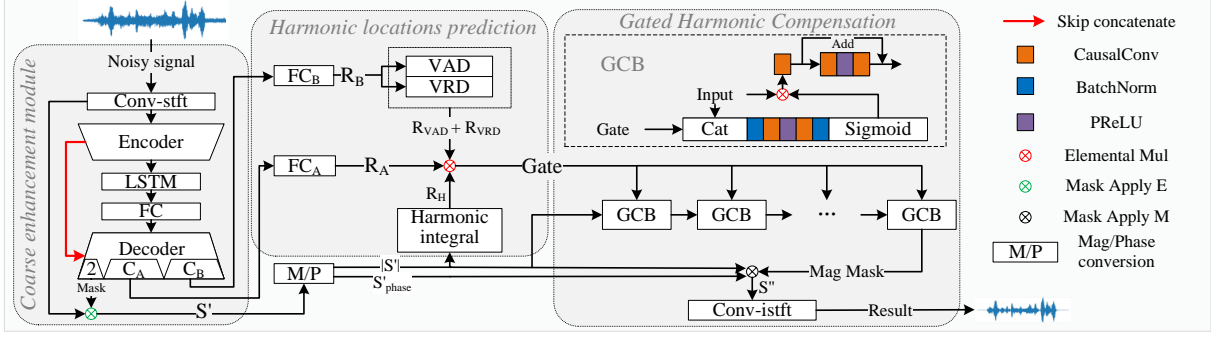 Coarse enhancement module
Noisy signal
Conv-stft
Encoder
LSTM
FC
Decoder
2
C_A
C_B
Mask
S'
Harmonic locations prediction
FC_B
R_B
VAD
VRD
R_VAD + R_VRD
FC_A
R_A
R_H
Harmonic
integral
M/P
|S'|
S'_phase
Gated Harmonic Compensation
GCB
Add
Input
Gate
Cat
Sigmoid
Gate
GCB
GCB
...
GCB
Mag Mask
S"
Conv-istft
Result
Skip concatenate
CausalConv
BatchNorm
PReLU
Elemental Mul
Mask Apply E
Mask Apply M
M/P
Mag/Phase
conversion